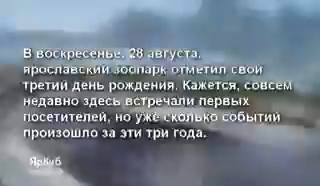 В воскресенье, 28 августа,
ярославский зоопарк отметил свой
третий день рождения. Кажется, совсем
недавно здесь встречали первых
посетителей, но уже сколько событий
произошло за эти три года.
ЯрКуб